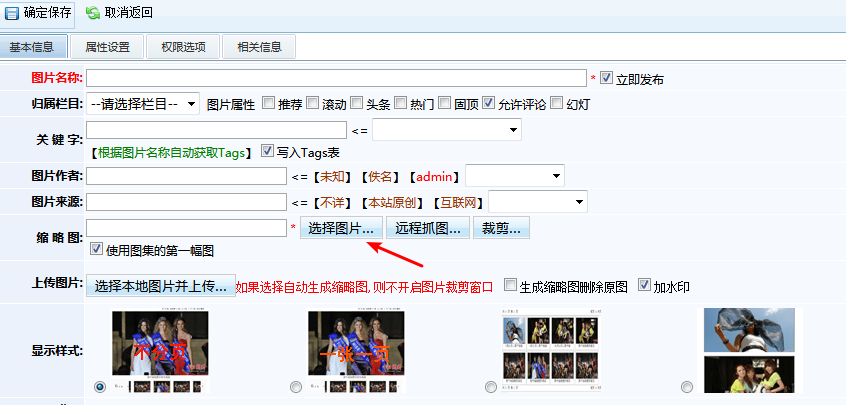 确定保存 取消返回
基本信息 属性设置 权限选项 相关信息
图片名称: * 立即发布
归属栏目: --请选择栏目-- 图片属性 推荐 滚动 头条 热门 固顶 允许评论 幻灯
关 键 字: <=
【根据图片名称自动获取Tags】 写入Tags表
图片作者: <=【未知】【佚名】【admin】
图片来源: <=【不详】【本站原创】【互联网】
缩 略 图: * 选择图片... 远程抓图... 裁剪...
使用图集的第一幅图
上传图片: 选择本地图片并上传... 如果选择自动生成缩略图,则不开启图片裁剪窗口 生成缩略图删除原图 加水印
显示样式: 不分页 一张一页